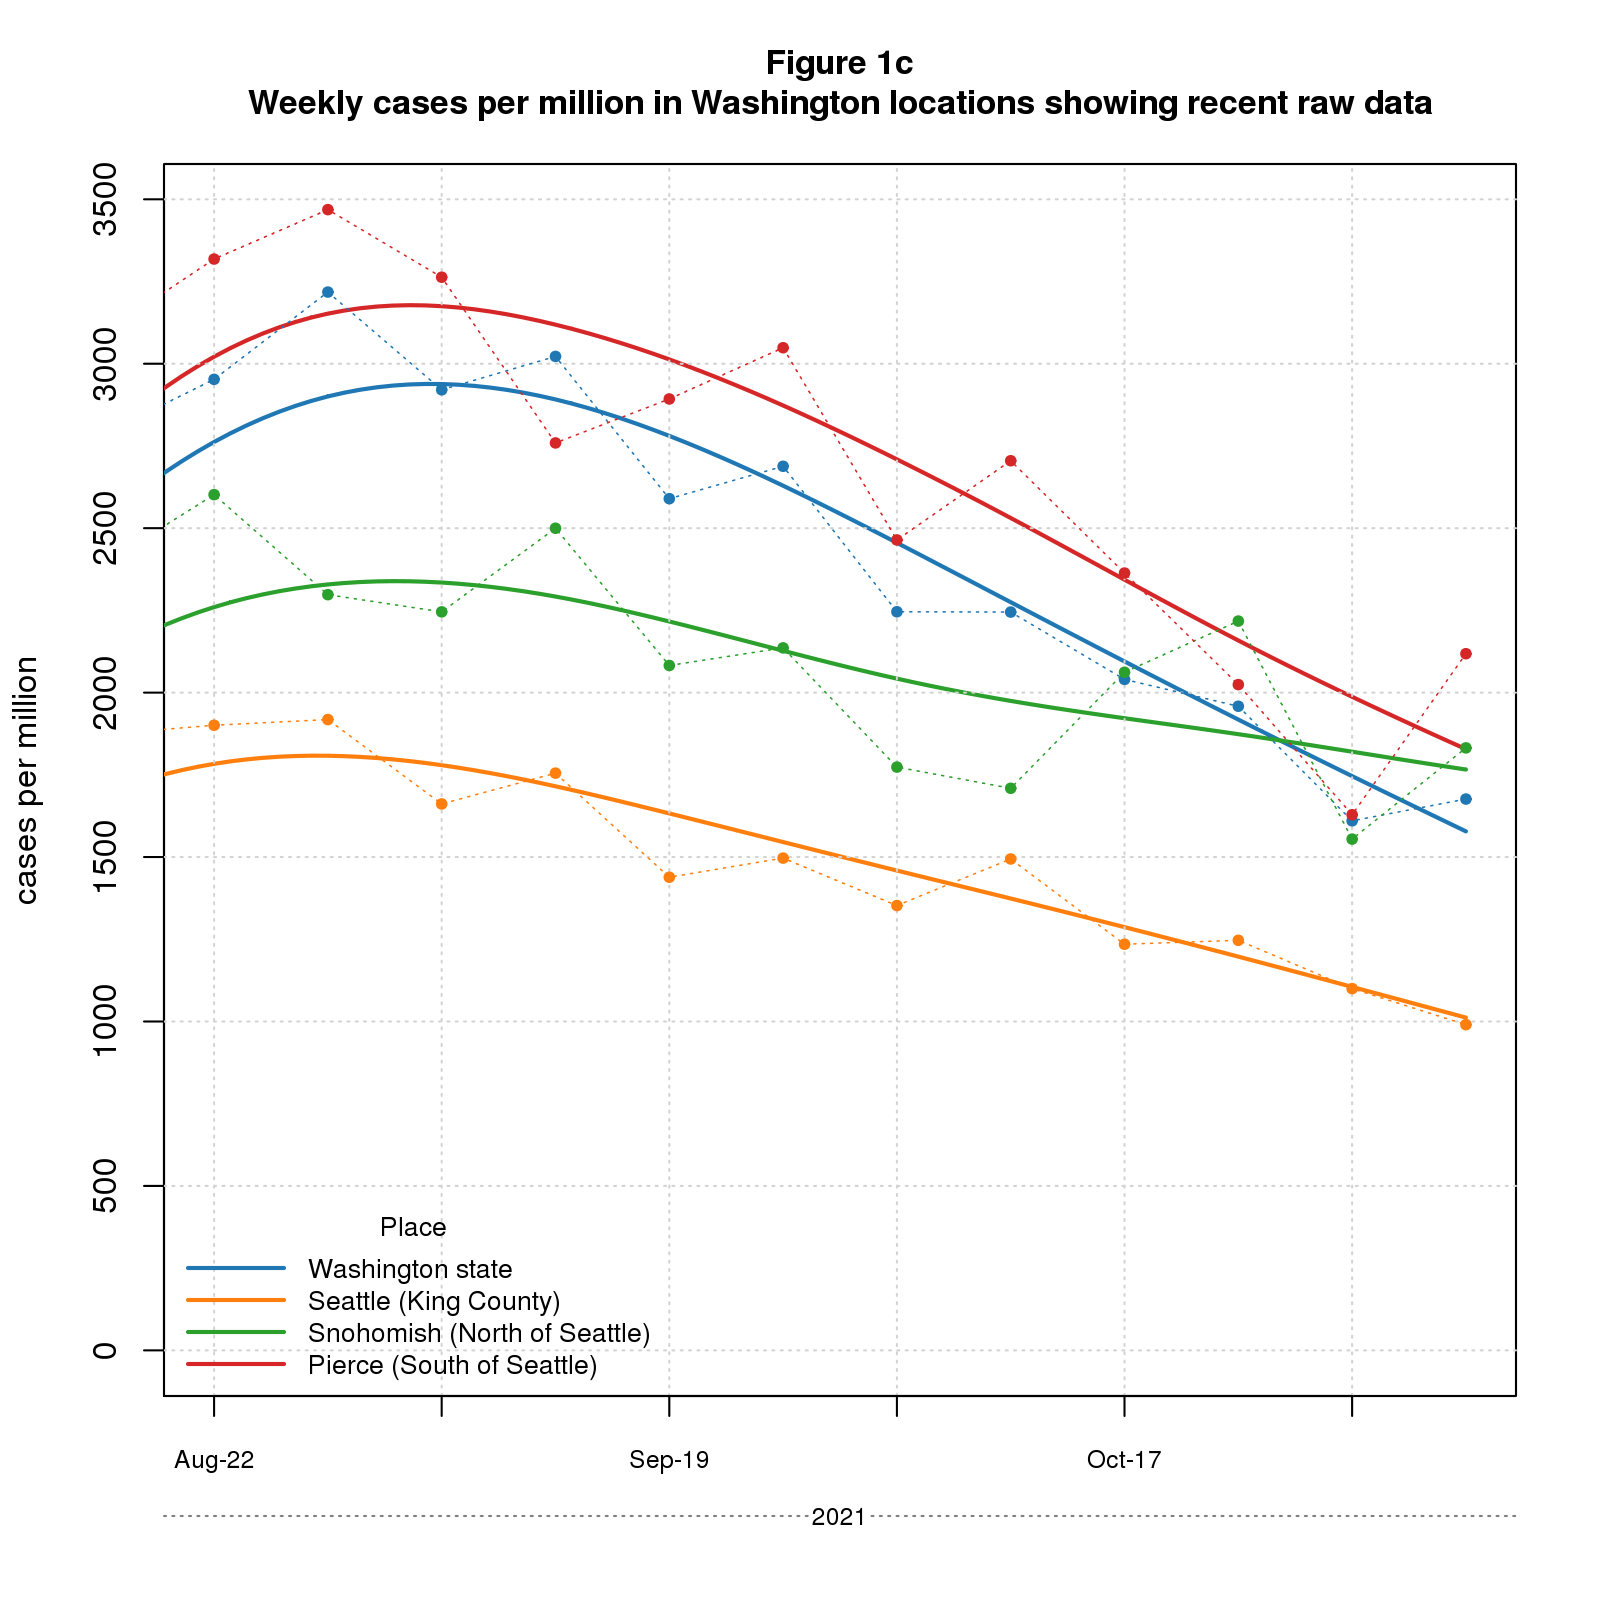 Figure 1c
Weekly cases per million in Washington locations showing recent raw data
cases per million
3500
3000
2500
2000
1500
1000
500
0
Place
Washington state
Seattle (King County)
Snohomish (North of Seattle)
Pierce (South of Seattle)
Aug-22
Sep-19
Oct-17
2021